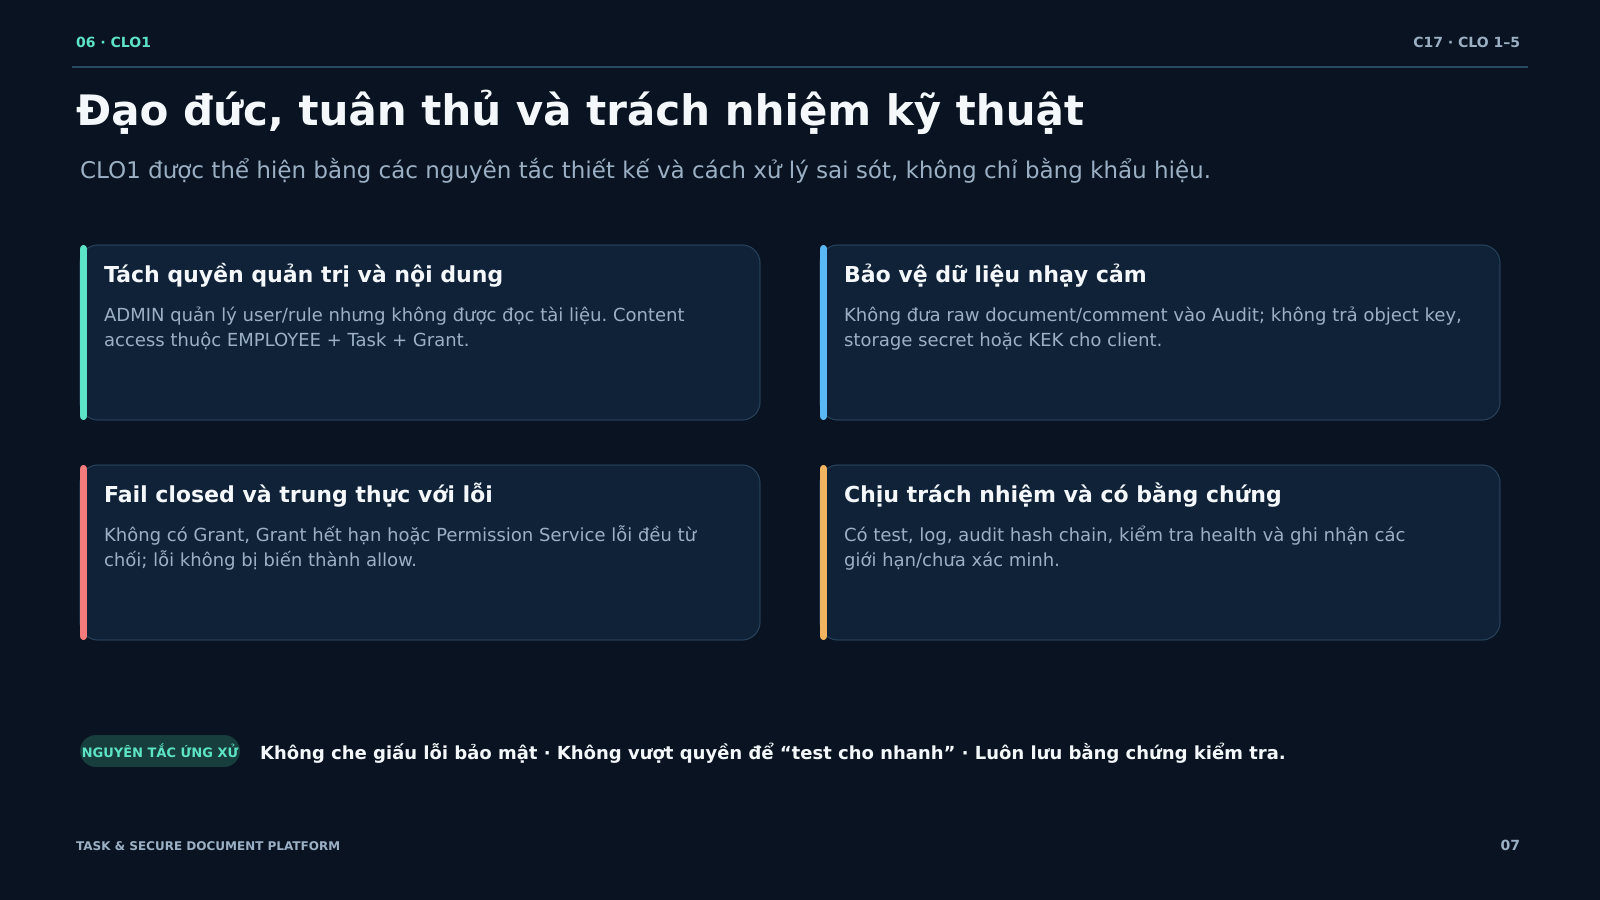 06 · CLO1
C17 · CLO 1–5
Đạo đức, tuân thủ và trách nhiệm kỹ thuật
CLO1 được thể hiện bằng các nguyên tắc thiết kế và cách xử lý sai sót, không chỉ bằng khẩu hiệu.
Tách quyền quản trị và nội dung
ADMIN quản lý user/rule nhưng không được đọc tài liệu. Content
access thuộc EMPLOYEE + Task + Grant.
Bảo vệ dữ liệu nhạy cảm
Không đưa raw document/comment vào Audit; không trả object key,
storage secret hoặc KEK cho client.
Fail closed và trung thực với lỗi
Không có Grant, Grant hết hạn hoặc Permission Service lỗi đều từ
chối; lỗi không bị biến thành allow.
Chịu trách nhiệm và có bằng chứng
Có test, log, audit hash chain, kiểm tra health và ghi nhận các
giới hạn/chưa xác minh.
NGUYÊN TẮC ỨNG XỬ
Không che giấu lỗi bảo mật · Không vượt quyền để “test cho nhanh” · Luôn lưu bằng chứng kiểm tra.
TASK & SECURE DOCUMENT PLATFORM
07